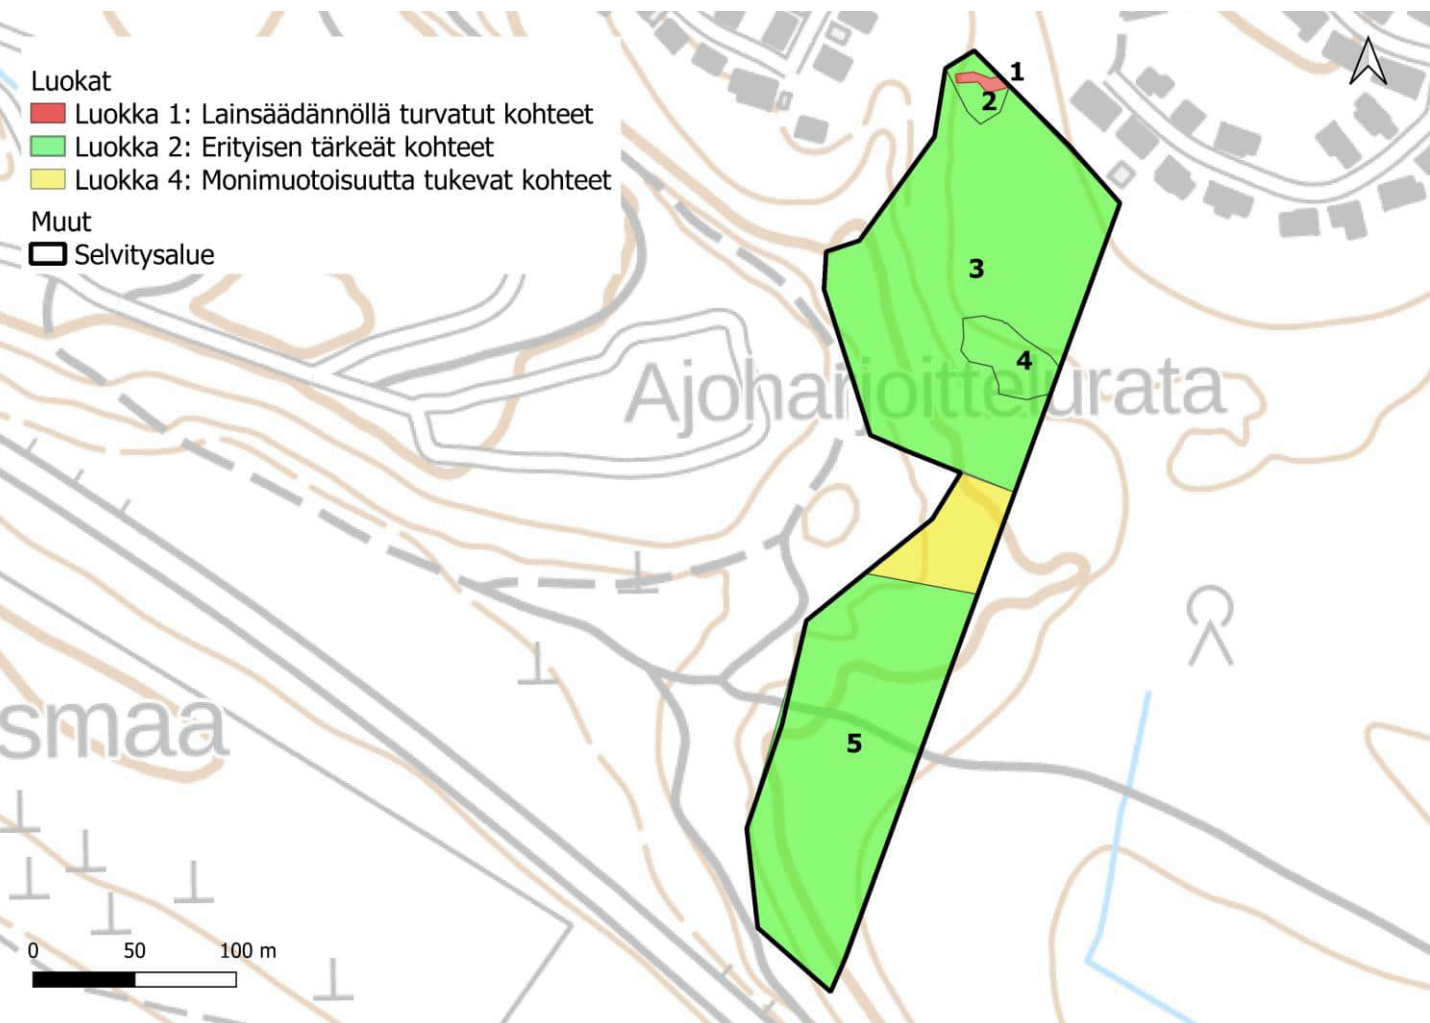 Luokat
Luokka 1: Lainsäädännöllä turvatut kohteet
Luokka 2: Erityisen tärkeät kohteet
Luokka 4: Monimuotoisuutta tukevat kohteet
Muut
Selvitysalue
1
2
3
4
Ajoharjoittelurata
5
smaa
0 50 100 m